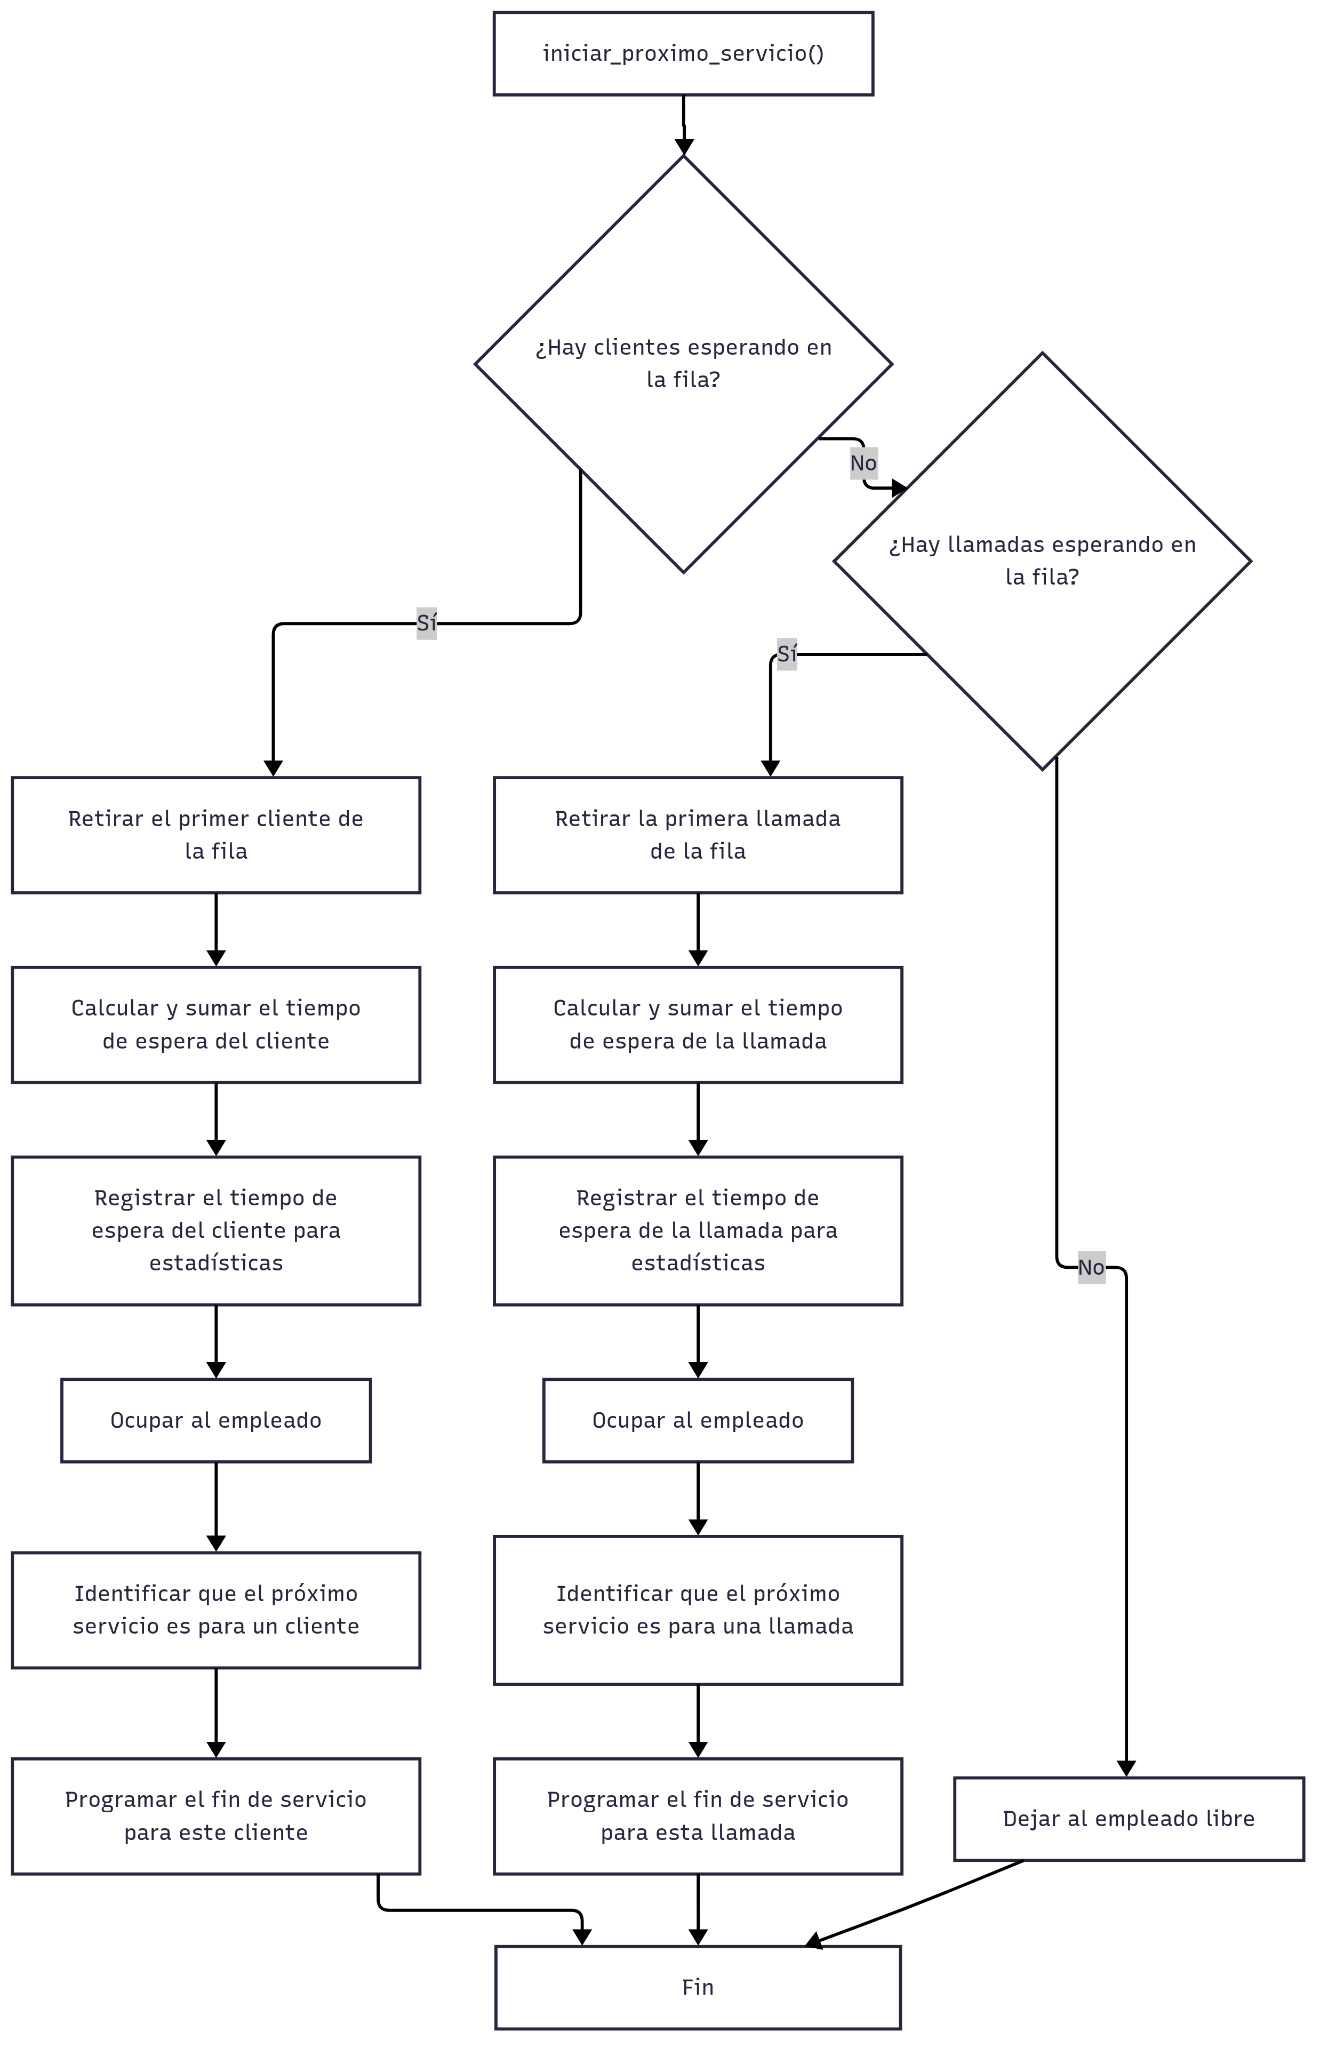 iniciar_proximo_servicio()
¿Hay clientes esperando en
la fila?
No
¿Hay llamadas esperando en
la fila?
Sí
Sí
Retirar el primer cliente de
la fila
Retirar la primera llamada
de la fila
Calcular y sumar el tiempo
de espera del cliente
Calcular y sumar el tiempo
de espera de la llamada
Registrar el tiempo de
espera del cliente para
estadísticas
Registrar el tiempo de
espera de la llamada para
estadísticas
No
Ocupar al empleado
Ocupar al empleado
Identificar que el próximo
servicio es para un cliente
Identificar que el próximo
servicio es para una llamada
Programar el fin de servicio
para este cliente
Programar el fin de servicio
para esta llamada
Dejar al empleado libre
Fin